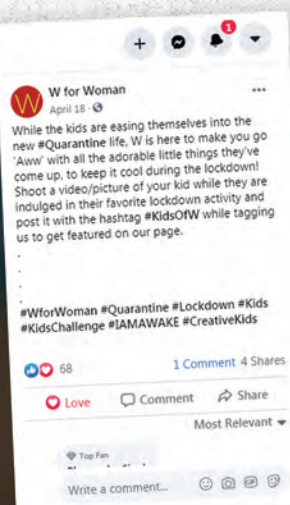 1
W for Woman
April 18
While the kids are easing themselves into the
new #Quarantine life, W is here to make you go
'Aww' with all the adorable little things they've
come up, to keep it cool during the lockdown!
Shoot a video/picture of your kid while they are
indulged in their favorite lockdown activity and
post it with the hashtag #KidsOfW while tagging
us to get featured on our page.
.
.
.
.
#WforWoman #Quarantine #Lockdown #Kids
#KidsChallenge #IAMAWAKE #CreativeKids
68 1 Comment 4 Shares
Love Comment Share
Most Relevant
Top Fan
Write a comment...
GIF